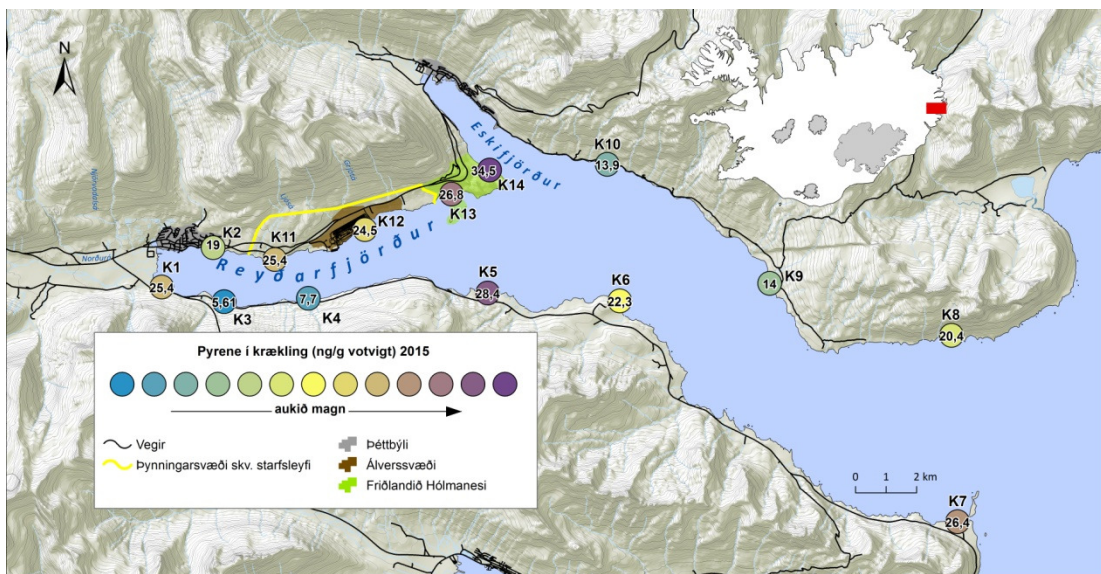 N
Eskifjörður
Reyðarfjörður
Norðurá
Ljósá
Grjótá
K10
13,9
34,5
K14
26,8
K13
K2
19
K11
25,4
K12
24,5
K1
25,4
5,61
K3
7,7
K4
K5
28,4
K6
22,3
K9
14
K8
20,4
K7
26,4
Pyrene í krækling (ng/g votvigt) 2015
aukið magn
Vegir
Þynningarsvæði skv. starfsleyfi
Þéttbýli
Álverssvæði
Friðlandið Hólmanesi
0 1 2 km